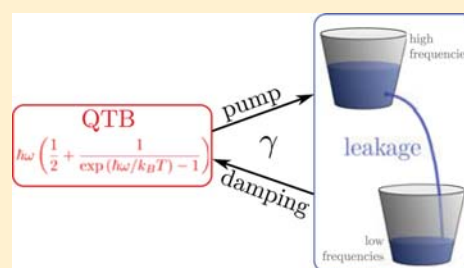 QTB
ħω ( 1/2 + 1/(exp (ħω/k_BT) − 1) )
pump
γ
damping
high
frequencies
leakage
low
frequencies